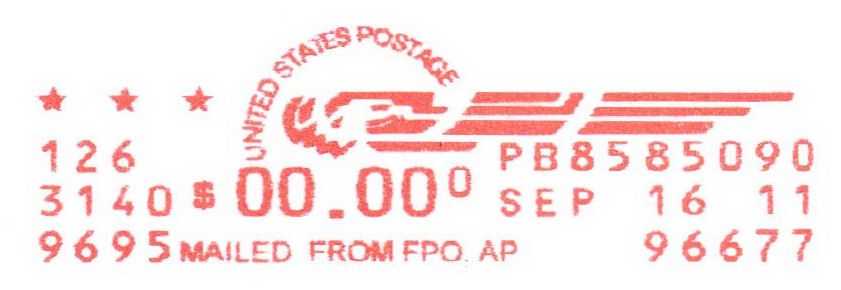 UNITED STATES POSTAGE
126 PB8585090
3140 $ 00.000 SEP 16 11
9695 MAILED FROM FPO, AP 96677